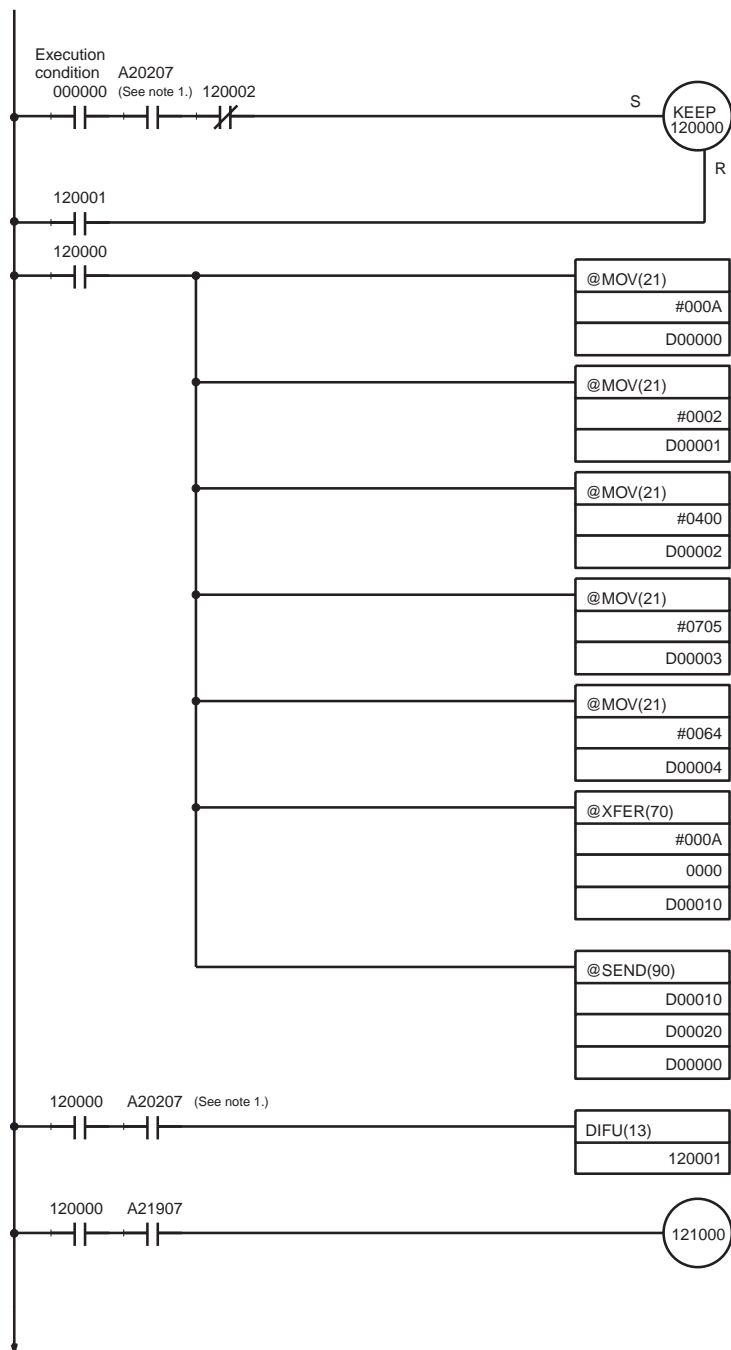 Execution
condition A20207
000000 (See note 1.) 120002
S
KEEP
120000
R
120001
120000
@MOV(21)
#000A
D00000
@MOV(21)
#0002
D00001
@MOV(21)
#0400
D00002
@MOV(21)
#0705
D00003
@MOV(21)
#0064
D00004
@XFER(70)
#000A
0000
D00010
@SEND(90)
D00010
D00020
D00000
120000 A20207 (See note 1.)
DIFU(13)
120001
120000 A21907
121000